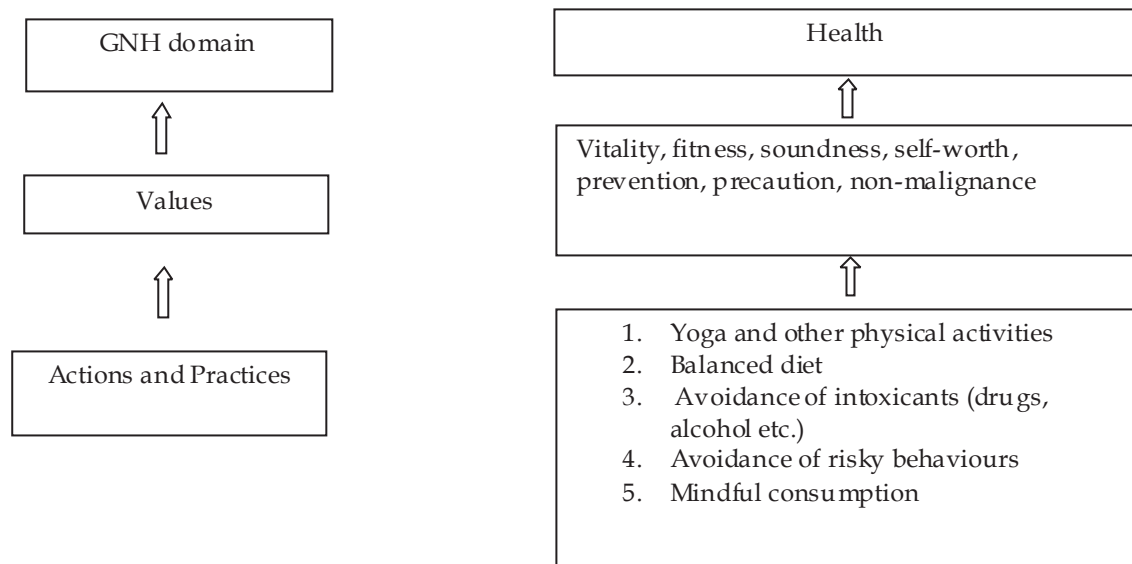 GNH domain
Values
Actions and Practices
Health
Vitality, fitness, soundness, self-worth,
prevention, precaution, non-malignance
1. Yoga and other physical activities
2. Balanced diet
3. Avoidance of intoxicants (drugs,
alcohol etc.)
4. Avoidance of risky behaviours
5. Mindful consumption